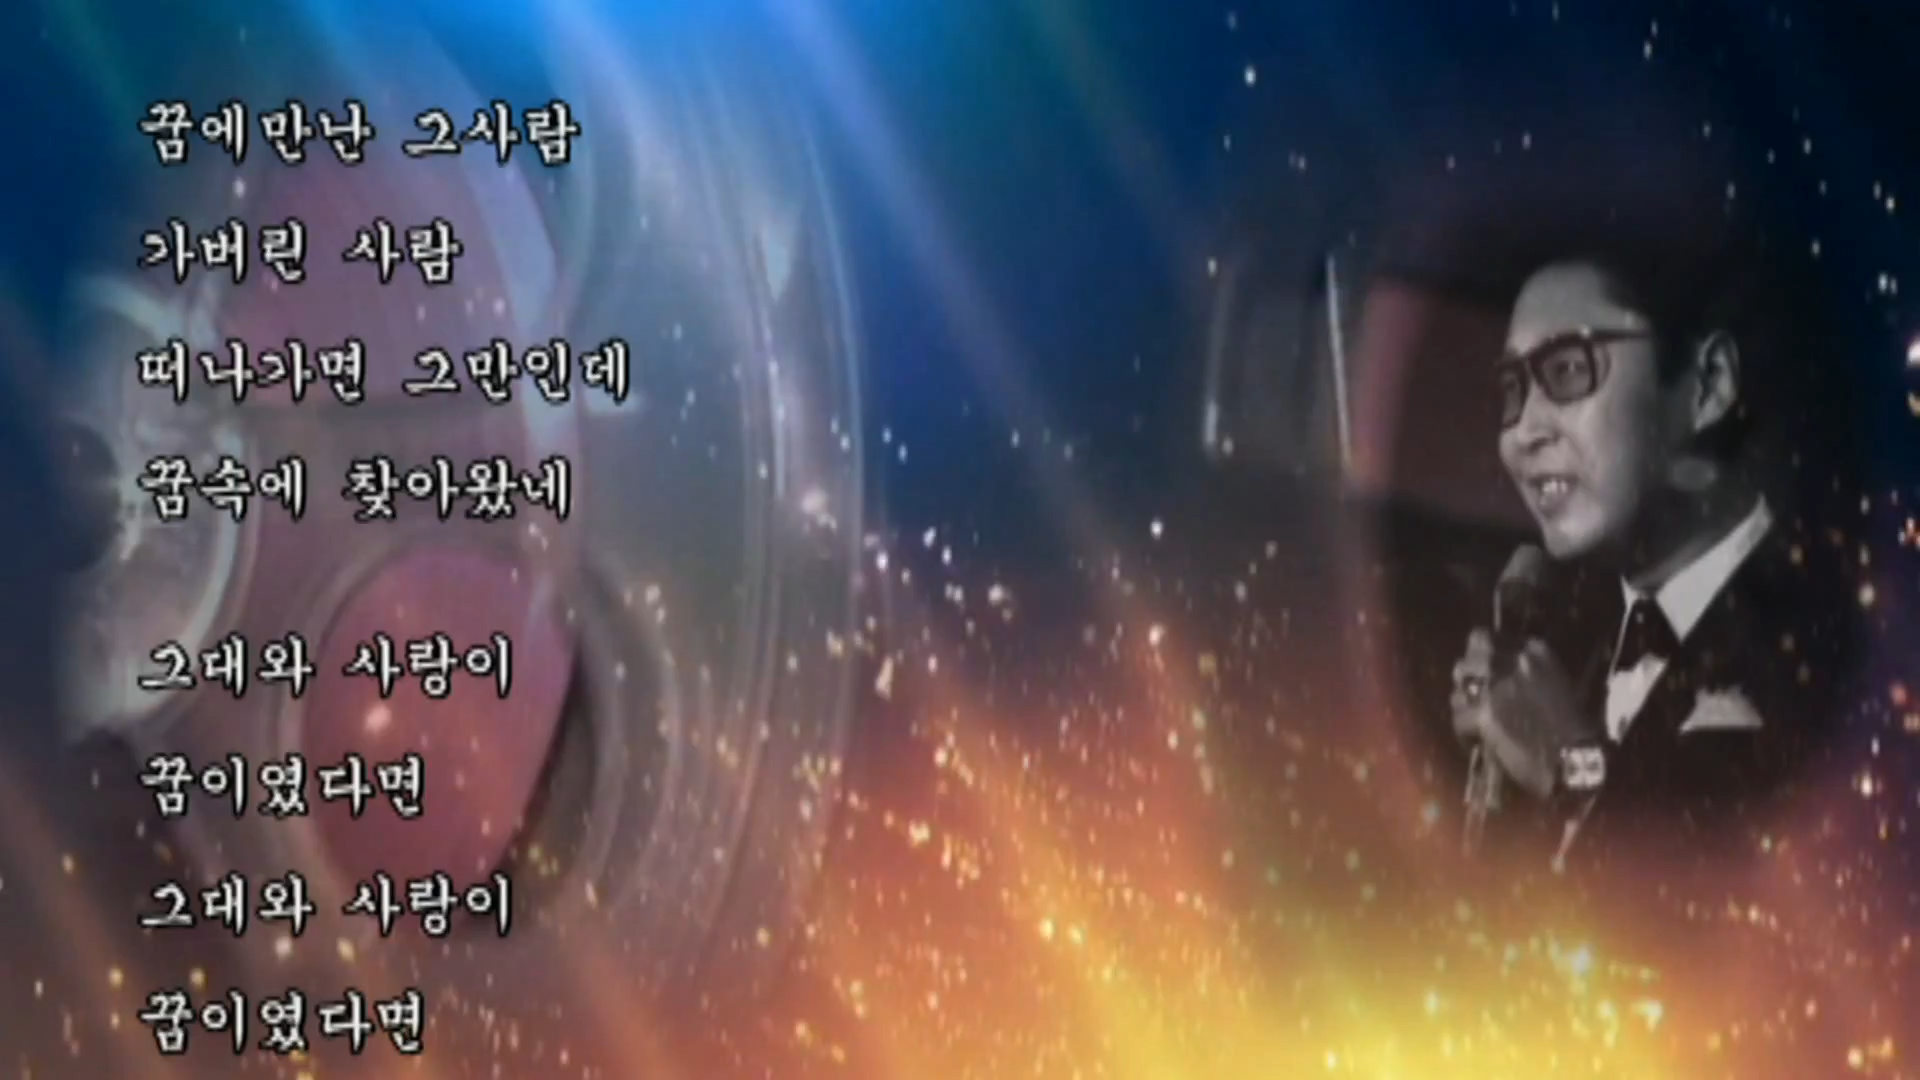 꿈에만난 그사람
가버린 사람
떠나가면 그만인데
꿈속에 찾아왔네
그대와 사랑이
꿈이였다면
그대와 사랑이
꿈이였다면